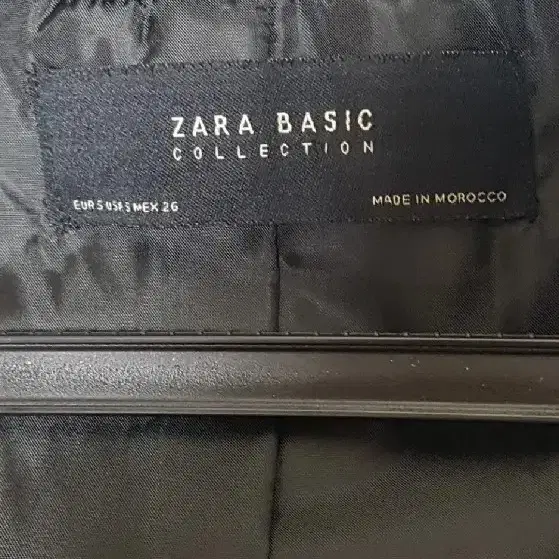 ZARA BASIC
COLLECTION
EUR S USA S MEX 26
MADE IN MOROCCO